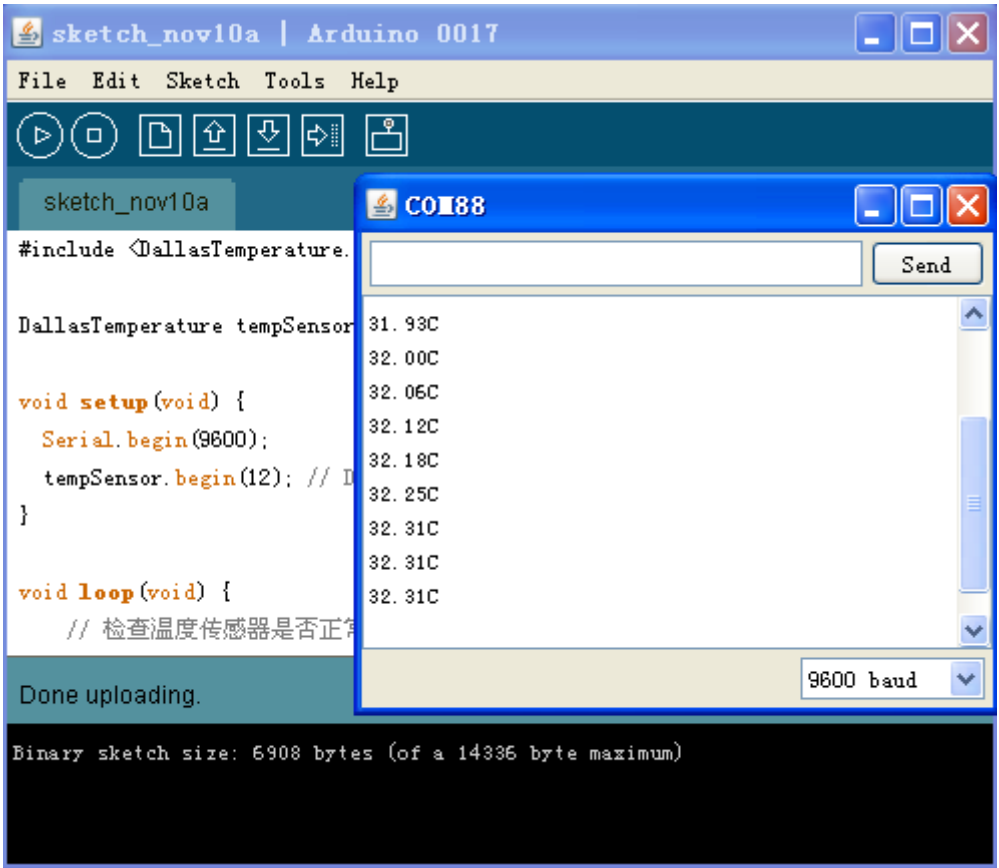 sketch_nov10a | Arduino 0017
File Edit Sketch Tools Help
sketch_nov10a
#include <DallasTemperature.
DallasTemperature tempSensor
void setup(void) {
Serial.begin(9600);
tempSensor.begin(12); // D
}
void loop(void) {
// 检查温度传感器是否正常
COM88
Send
31.93C
32.00C
32.06C
32.12C
32.18C
32.25C
32.31C
32.31C
32.31C
9600 baud
Done uploading.
Binary sketch size: 6908 bytes (of a 14336 byte maximum)